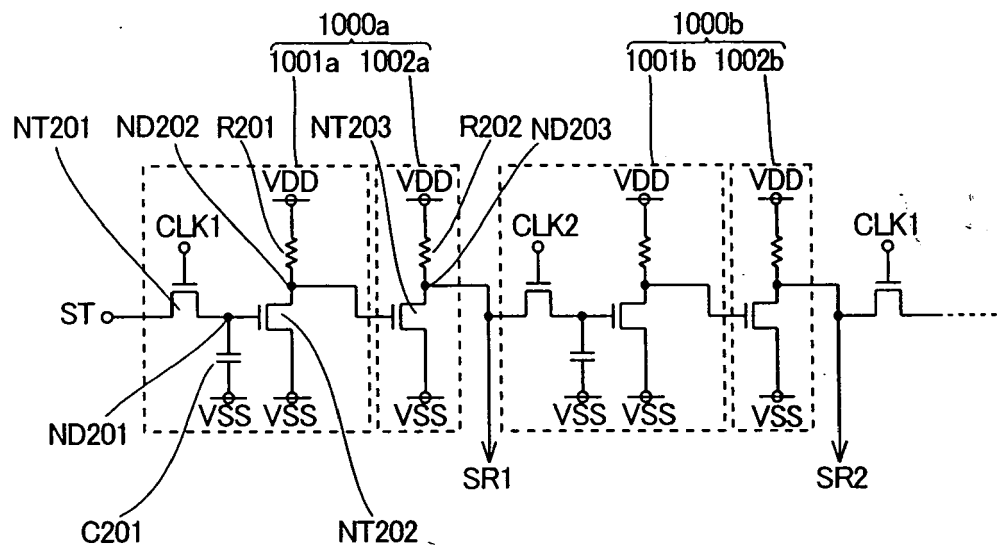 1000a 1000b
1001a 1002a 1001b 1002b
NT201 ND202 R201 NT203 R202 ND203
VDD VDD VDD VDD
CLK1 CLK2 CLK1
ST
VSS VSS VSS VSS VSS VSS
ND201
SR1 SR2
C201 NT202